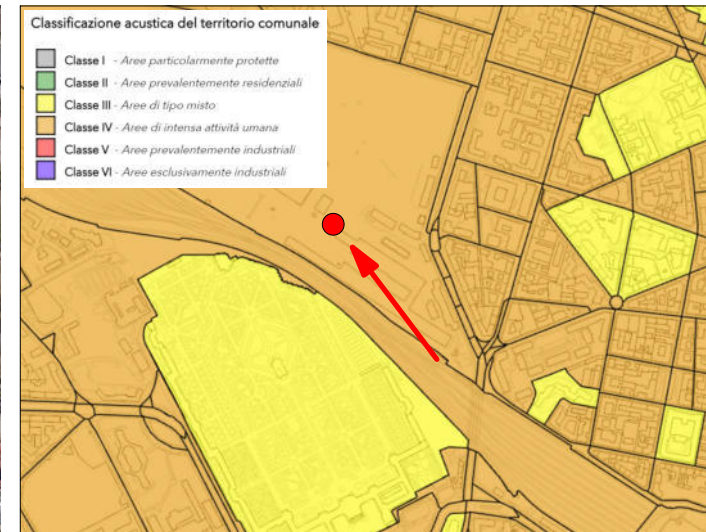 Classificazione acustica del territorio comunale
Classe I - Aree particolarmente protette
Classe II - Aree prevalentemente residenziali
Classe III - Aree di tipo misto
Classe IV - Aree di intensa attività umana
Classe V - Aree prevalentemente industriali
Classe VI - Aree esclusivamente industriali